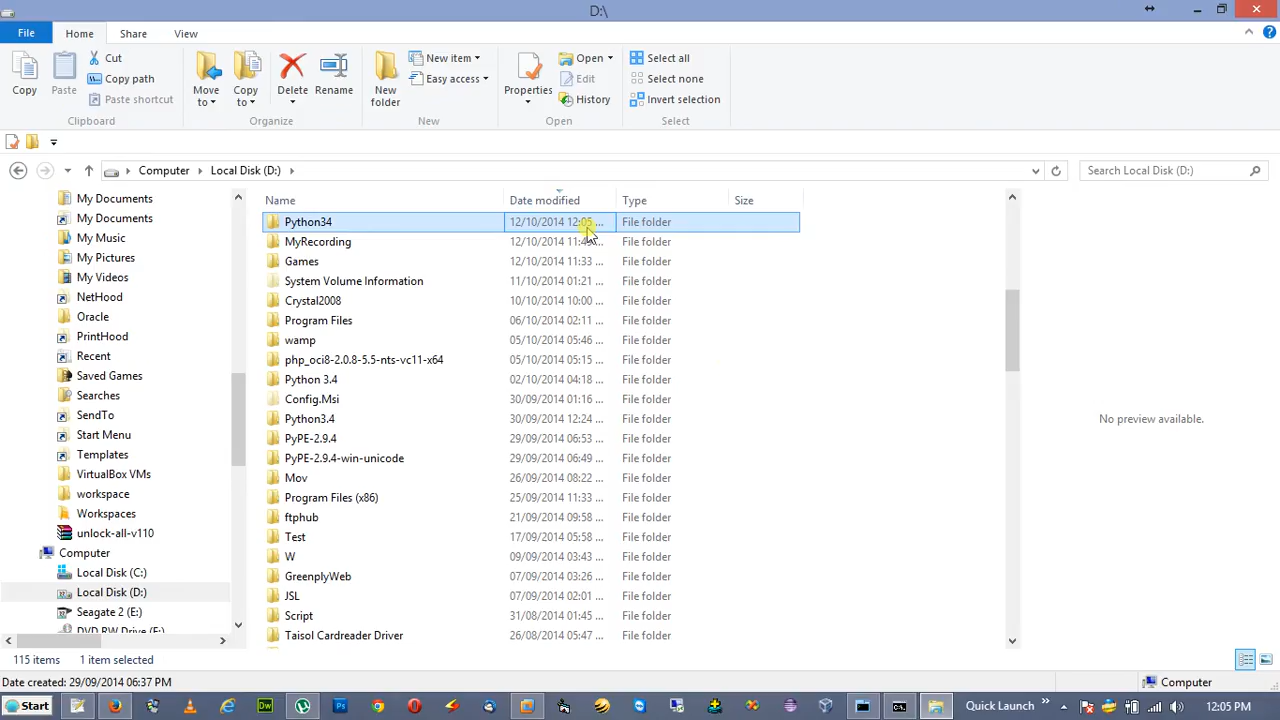 D:\
File Home Share View
Copy
Paste
Cut
Copy path
Paste shortcut
Clipboard
Move to
Copy to
Delete
Rename
Organize
New folder
New item
Easy access
New
Properties
Open
Edit
History
Open
Select all
Select none
Invert selection
Select
Computer Local Disk (D:)
Search Local Disk (D:)
My Documents
My Documents
My Music
My Pictures
My Videos
NetHood
Oracle
PrintHood
Recent
Saved Games
Searches
SendTo
Start Menu
Templates
VirtualBox VMs
workspace
Workspaces
unlock-all-v110
Computer
Local Disk (C:)
Local Disk (D:)
Seagate 2 (E:)
DVD RW Drive (F:)
Name Date modified Type Size
Python34 12/10/2014 12:05 ... File folder
MyRecording 12/10/2014 11:4 ... File folder
Games 12/10/2014 11:33 ... File folder
System Volume Information 11/10/2014 01:21 ... File folder
Crystal2008 10/10/2014 10:00 ... File folder
Program Files 06/10/2014 02:11 ... File folder
wamp 05/10/2014 05:46 ... File folder
php_oci8-2.0.8-5.5-nts-vc11-x64 05/10/2014 05:15 ... File folder
Python 3.4 02/10/2014 04:18 ... File folder
Config.Msi 30/09/2014 01:16 ... File folder
Python3.4 30/09/2014 12:24 ... File folder
PyPE-2.9.4 29/09/2014 06:53 ... File folder
PyPE-2.9.4-win-unicode 29/09/2014 06:49 ... File folder
Mov 26/09/2014 08:22 ... File folder
Program Files (x86) 25/09/2014 11:33 ... File folder
ftphub 21/09/2014 09:58 ... File folder
Test 17/09/2014 05:58 ... File folder
W 09/09/2014 03:43 ... File folder
GreenplyWeb 07/09/2014 03:26 ... File folder
JSL 07/09/2014 02:01 ... File folder
Script 31/08/2014 01:45 ... File folder
Taisol Cardreader Driver 26/08/2014 05:47 ... File folder
No preview available.
115 items 1 item selected
Date created: 29/09/2014 06:37 PM
Computer
Start
Quick Launch
12:05 PM